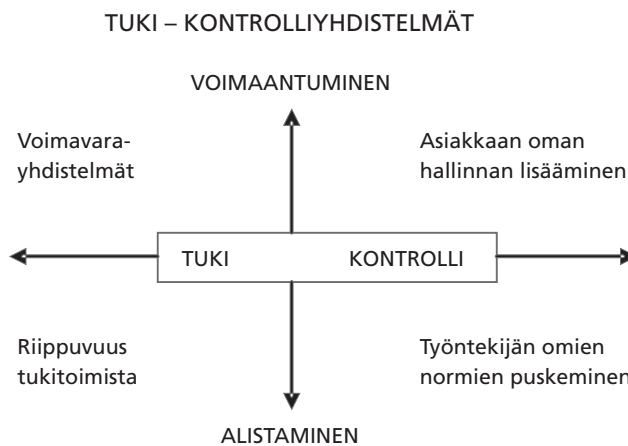 TUKI – KONTROLLIYHDISTELMÄT
VOIMAANTUMINEN
Voimavara-
yhdistelmät
Asiakkaan oman
hallinnan lisääminen
TUKI
KONTROLLI
Riippuvuus
tukitoimista
Työntekijän omien
normien puskeminen
ALISTAMINEN